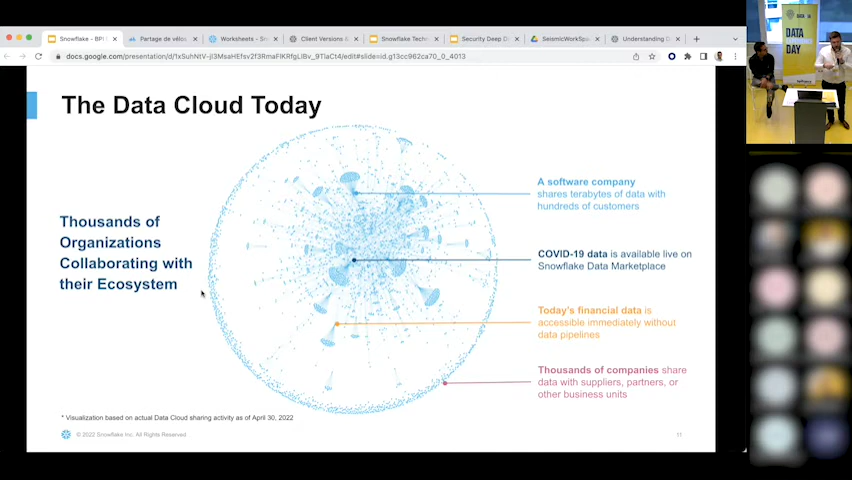 Snowflake - BPI
Partage de vélos
Worksheets - Sn
Client Versions &
Snowflake Techn
Security Deep D
SeismicWorkSpa
Understanding D
docs.google.com/presentation/d/1xSuhNtV-jI3MsaHEfsv2f3RmaFIKRfgLIBv_9TlaCt4/edit#slide=id.g13cc962ca70_0_4013
DATA
DAY
The Data Cloud Today
Thousands of
Organizations
Collaborating with
their Ecosystem
A software company
shares terabytes of data with
hundreds of customers
COVID-19 data is available live on
Snowflake Data Marketplace
Today's financial data is
accessible immediately without
data pipelines
Thousands of companies share
data with suppliers, partners, or
other business units
* Visualization based on actual Data Cloud sharing activity as of April 30, 2022
© 2022 Snowflake Inc. All Rights Reserved
11